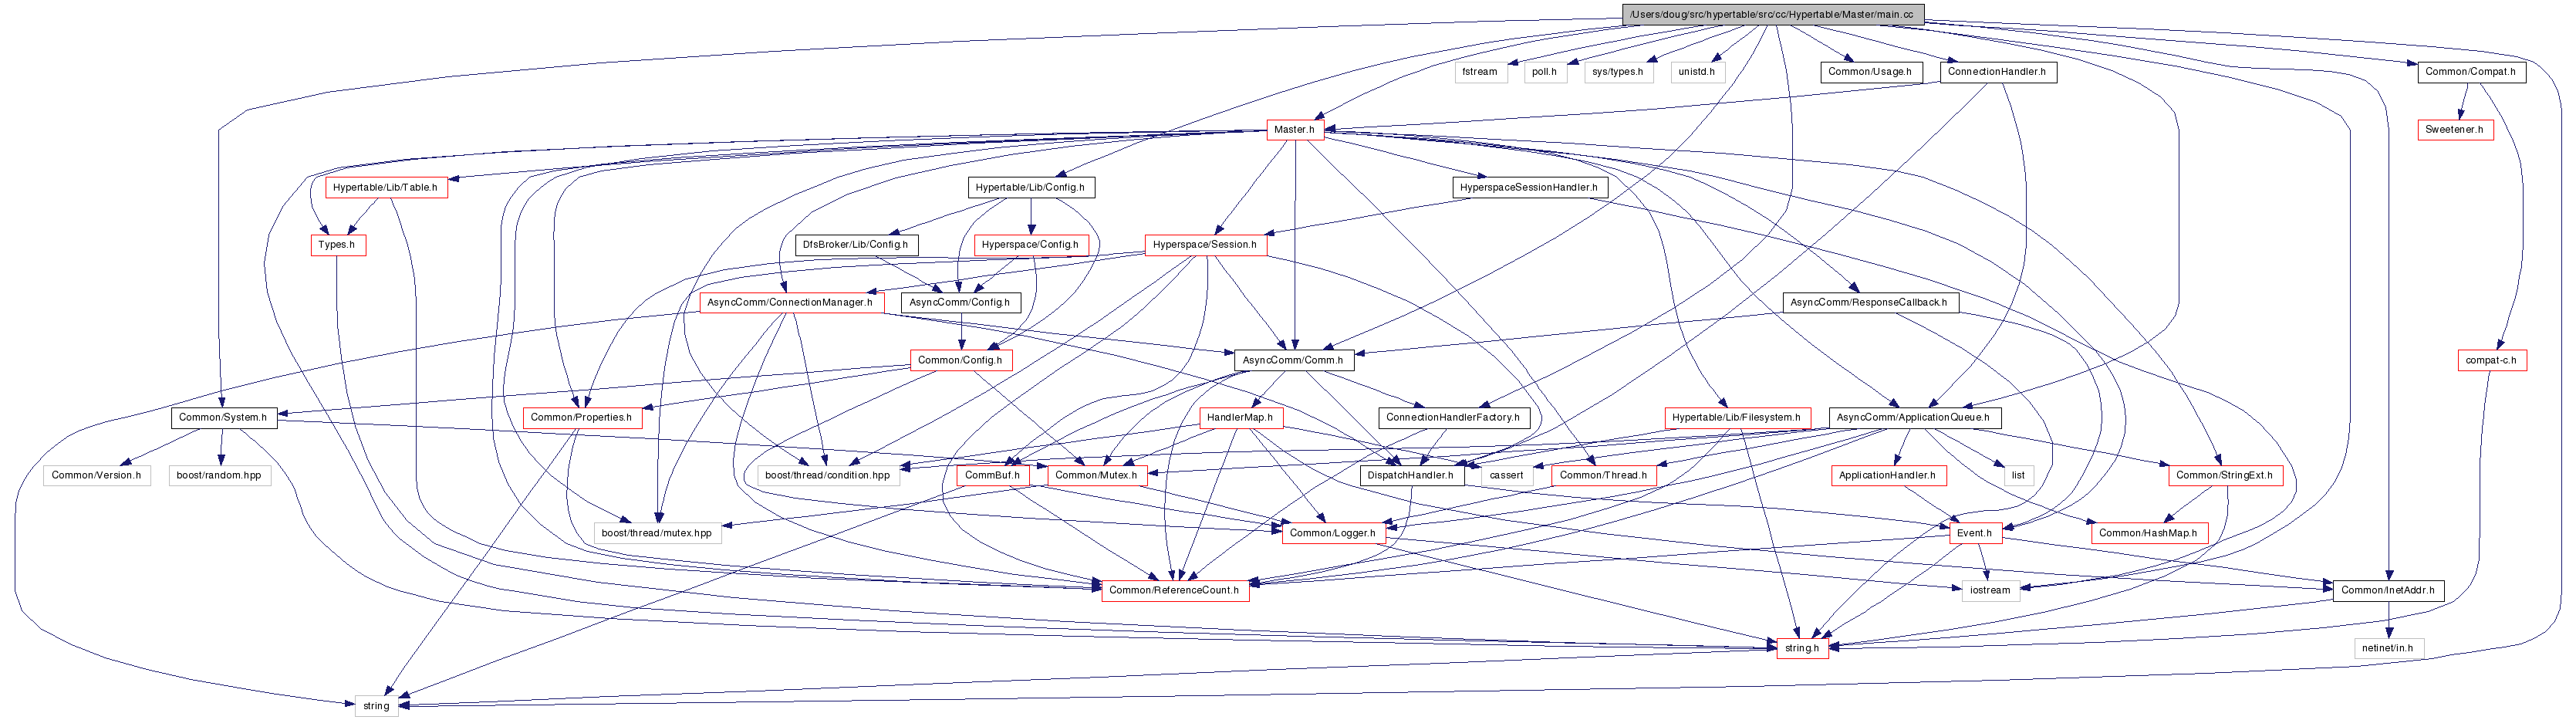 /Users/doug/src/hypertable/src/cc/Hypertable/Master/main.cc
fstream
poll.h
sys/types.h
unistd.h
Common/Usage.h
ConnectionHandler.h
Common/Compat.h
Master.h
Sweetener.h
Hypertable/Lib/Table.h
Hypertable/Lib/Config.h
HyperspaceSessionHandler.h
Types.h
DfsBroker/Lib/Config.h
Hyperspace/Config.h
Hyperspace/Session.h
AsyncComm/ConnectionManager.h
AsyncComm/Config.h
AsyncComm/ResponseCallback.h
Common/Config.h
AsyncComm/Comm.h
compat-c.h
Common/System.h
Common/Properties.h
HandlerMap.h
ConnectionHandlerFactory.h
Hypertable/Lib/Filesystem.h
AsyncComm/ApplicationQueue.h
Common/Version.h
boost/random.hpp
boost/thread/condition.hpp
CommBuf.h
Common/Mutex.h
DispatchHandler.h
cassert
Common/Thread.h
ApplicationHandler.h
list
Common/StringExt.h
boost/thread/mutex.hpp
Common/Logger.h
Event.h
Common/HashMap.h
Common/ReferenceCount.h
iostream
Common/InetAddr.h
string.h
netinet/in.h
string